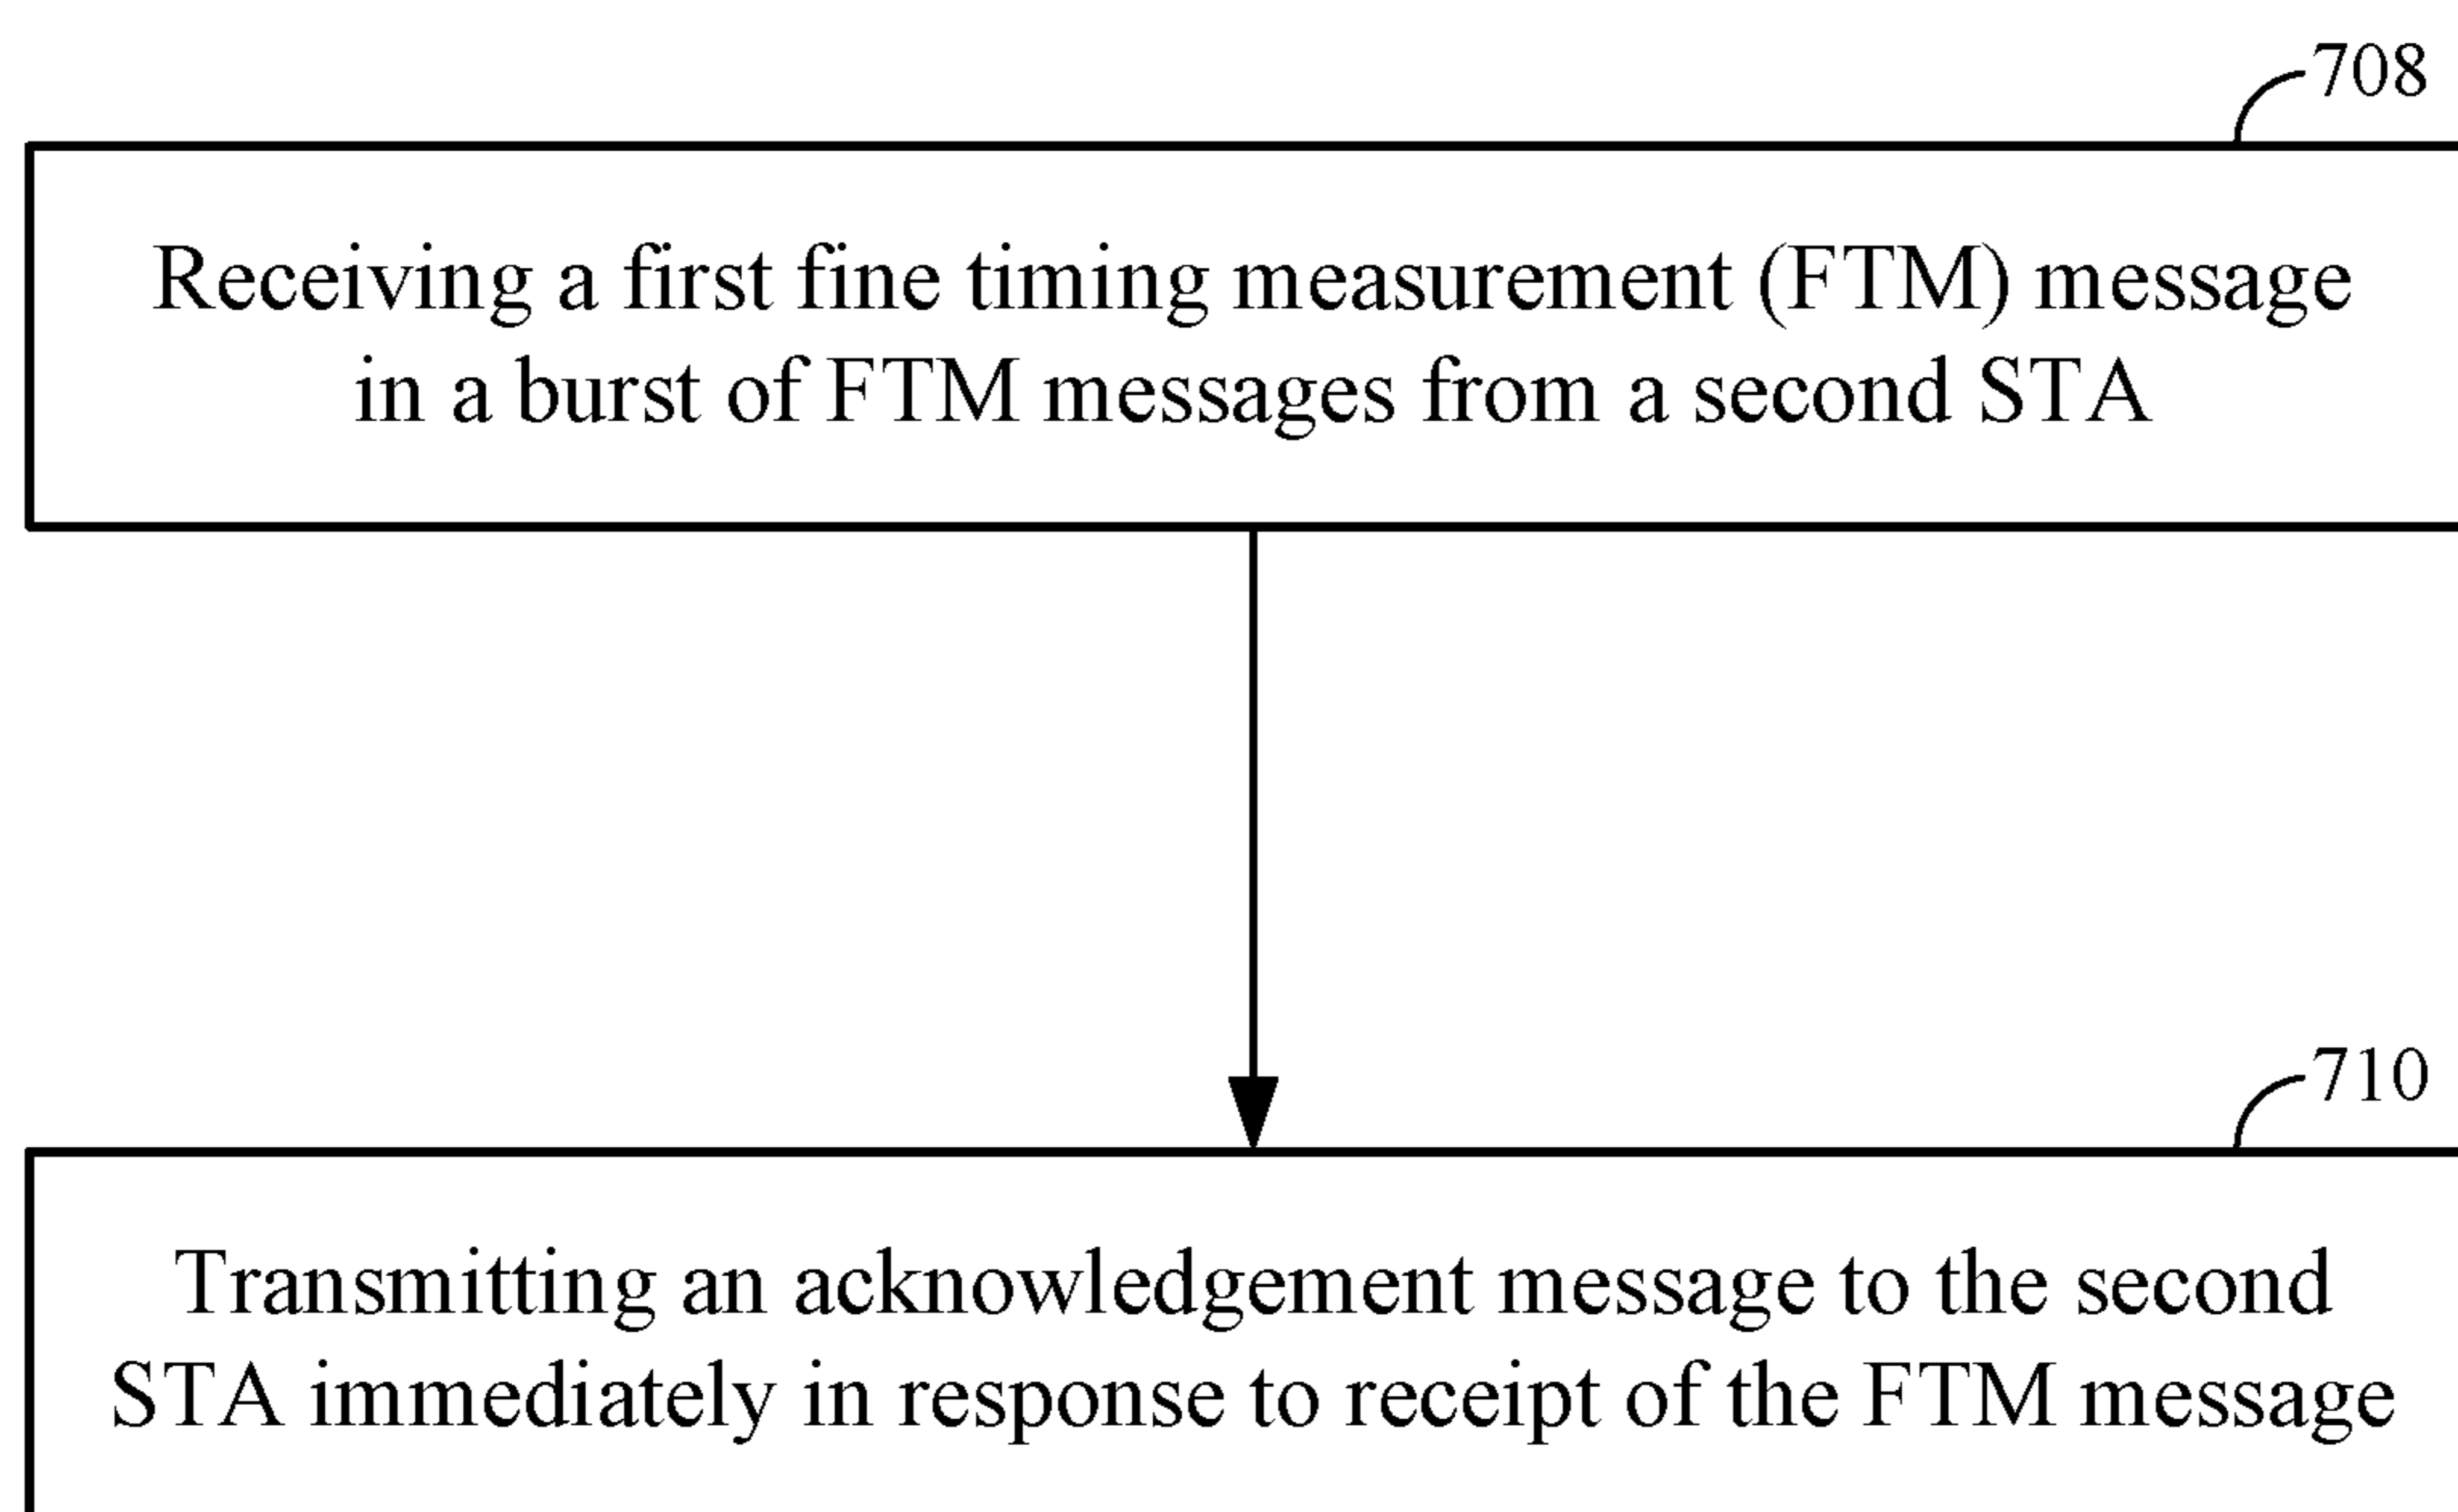 708
Receiving a first fine timing measurement (FTM) message
in a burst of FTM messages from a second STA
710
Transmitting an acknowledgement message to the second
STA immediately in response to receipt of the FTM message